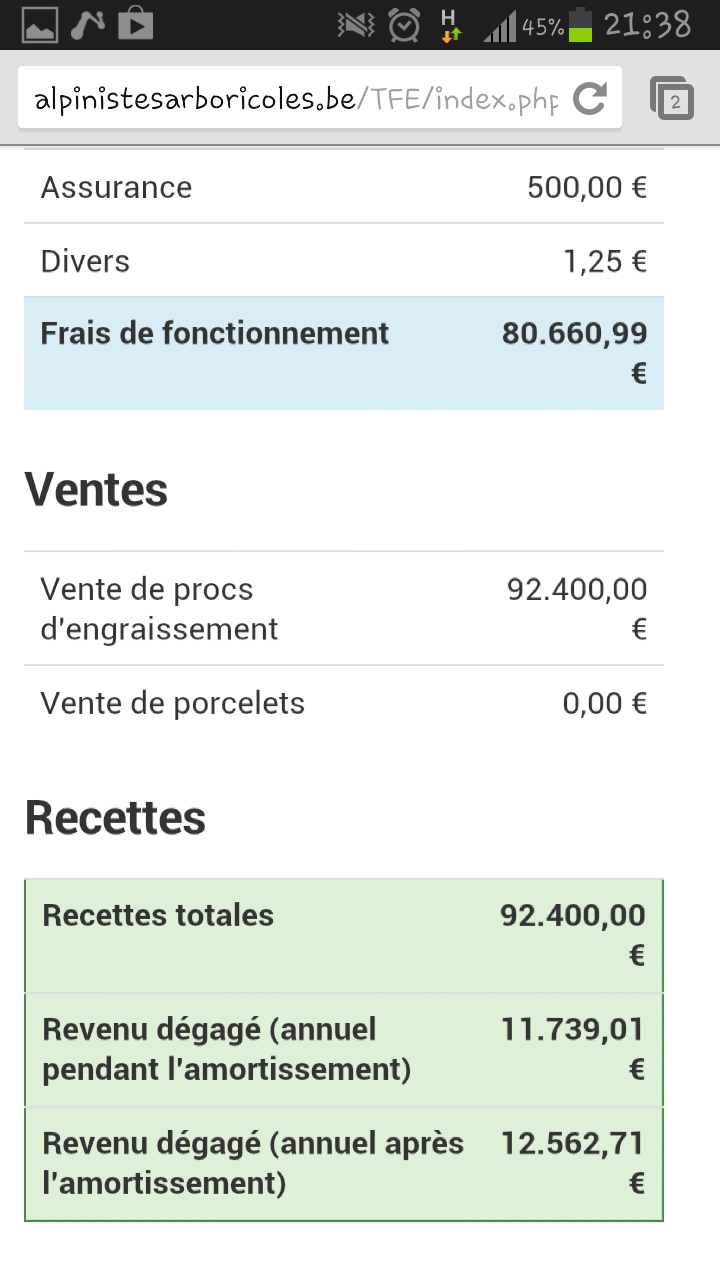 H 45% 21:38
alpinistesarboricoles.be/TFE/index.php
2
Assurance 500,00 €
Divers 1,25 €
Frais de fonctionnement 80.660,99
€
Ventes
Vente de procs 92.400,00
d'engraissement €
Vente de porcelets 0,00 €
Recettes
Recettes totales 92.400,00
€
Revenu dégagé (annuel 11.739,01
pendant l'amortissement) €
Revenu dégagé (annuel après 12.562,71
l'amortissement) €